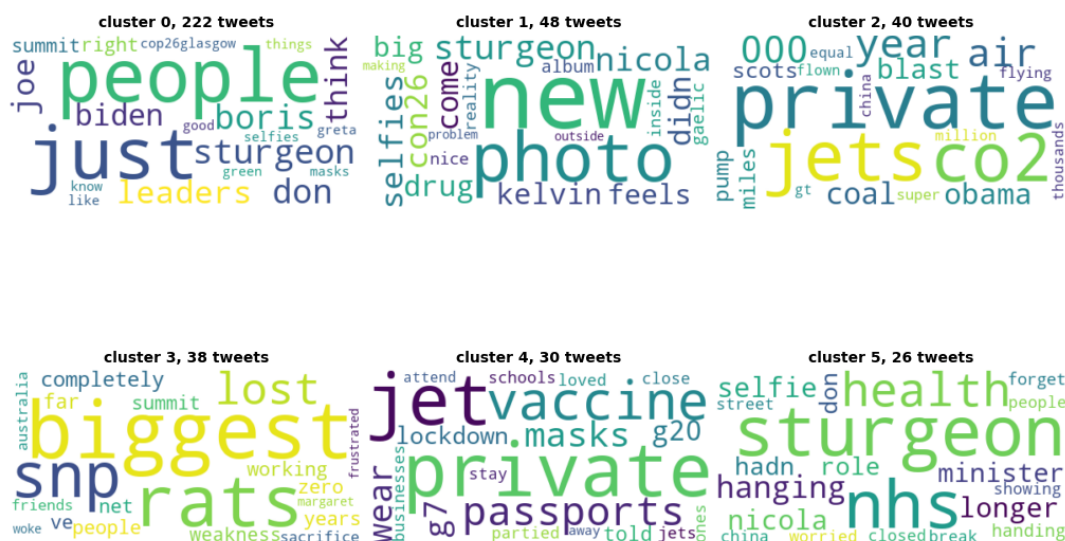 cluster 0, 222 tweets
summit right cop26glasgow things
joe people think
biden good boris
selfies greta
just sturgeon
green masks
know
like leaders don
cluster 1, 48 tweets
big sturgeon nicola
making album
selfies con26 come reality new inside didn gaelic
problem outside
nice photo
drug kelvin feels
cluster 2, 40 tweets
000 equal year air
scots flown blast flying
private china
million
pump miles jets co2 thousands
gt coal super obama
cluster 3, 38 tweets
australia completely lost
far summit
biggest frustrated
snp working
rats zero
friends net margaret
woke ve people years
weakness sacrifice
cluster 4, 30 tweets
attend schools loved close
jet vaccine
lockdown masks g20
wear businesses private
stay
g7 passports ones
partied away told jets
cluster 5, 26 tweets
selfie don health forget
street people
sturgeon
hadn role minister
hanging nhs showing
longer
nicola handing
china worried closed break